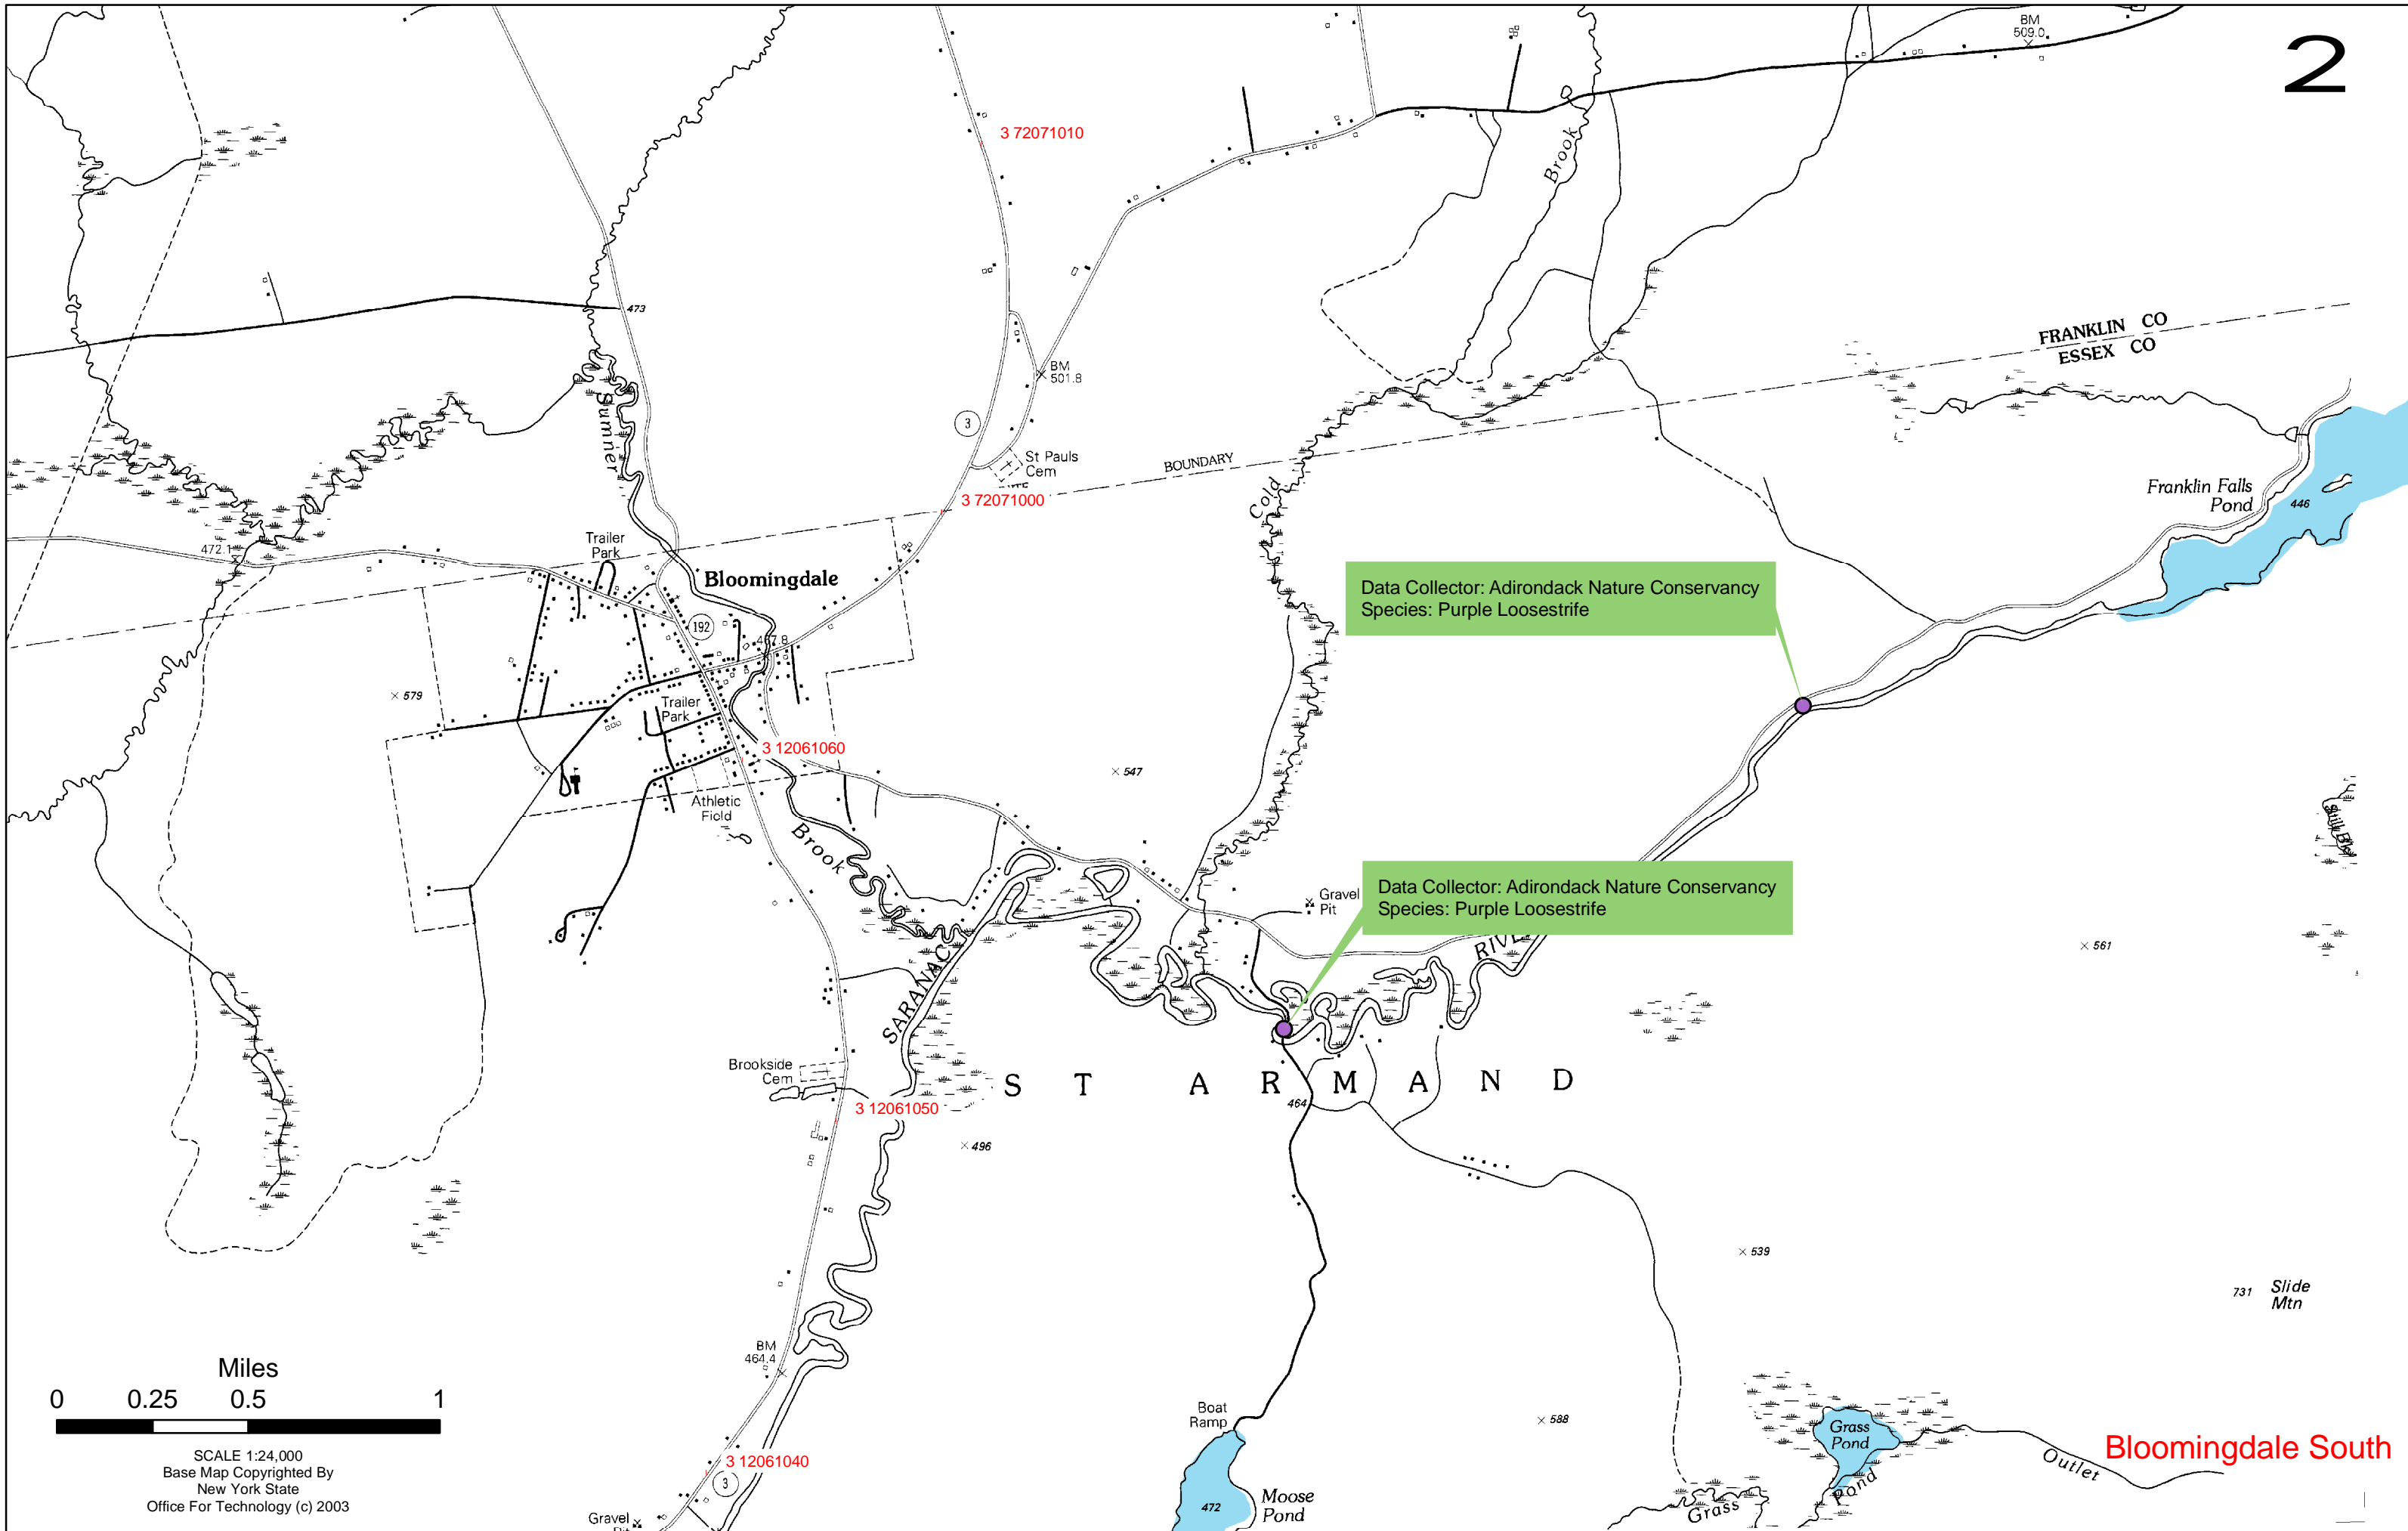 BM
509.0
2
3 72071010
Brook
473
FRANKLIN CO
ESSEX CO
BM
501.8
Sumner
3
St Pauls
Cem
BOUNDARY
3 72071000
Cold
Franklin Falls
Pond
446
472.1
Trailer
Park
Bloomingdale
Data Collector: Adirondack Nature Conservancy
Species: Purple Loosestrife
192
579
Trailer
Park
3 12061060
547
Athletic
Field
Brook
Data Collector: Adirondack Nature Conservancy
Species: Purple Loosestrife
Gravel
Pit
RIVER
561
SARANAC
Brookside
Cem
ST ARMAND
464
3 12061050
496
539
731
Slide
Mtn
BM
464.4
Miles
0 0.25 0.5 1
SCALE 1:24,000
Base Map Copyrighted By
New York State
Office For Technology (c) 2003
Boat
Ramp
588
Grass
Pond
Bloomingdale South
3 12061040
3
Outlet
Pond
Grass
472
Moose
Pond
Gravel